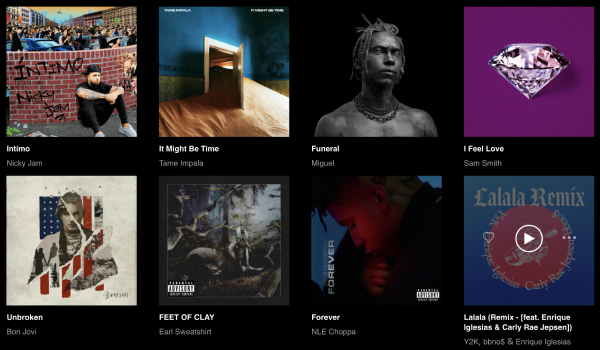 INTIMO
Nicky
Jam
TAME IMPALA
IT MIGHT BE TIME
Intimo
Nicky Jam
It Might Be Time
Tame Impala
Funeral
Miguel
I Feel Love
Sam Smith
PARENTAL
ADVISORY
EXPLICIT CONTENT
FOREVER
PARENTAL
ADVISORY
EXPLICIT CONTENT
Lalala Remix
Enrique Iglesias
Carly Rae Jepsen
Unbroken
Bon Jovi
FEET OF CLAY
Earl Sweatshirt
Forever
NLE Choppa
Lalala (Remix - [feat. Enrique
Iglesias & Carly Rae Jepsen])
Y2K, bbno$ & Enrique Iglesias